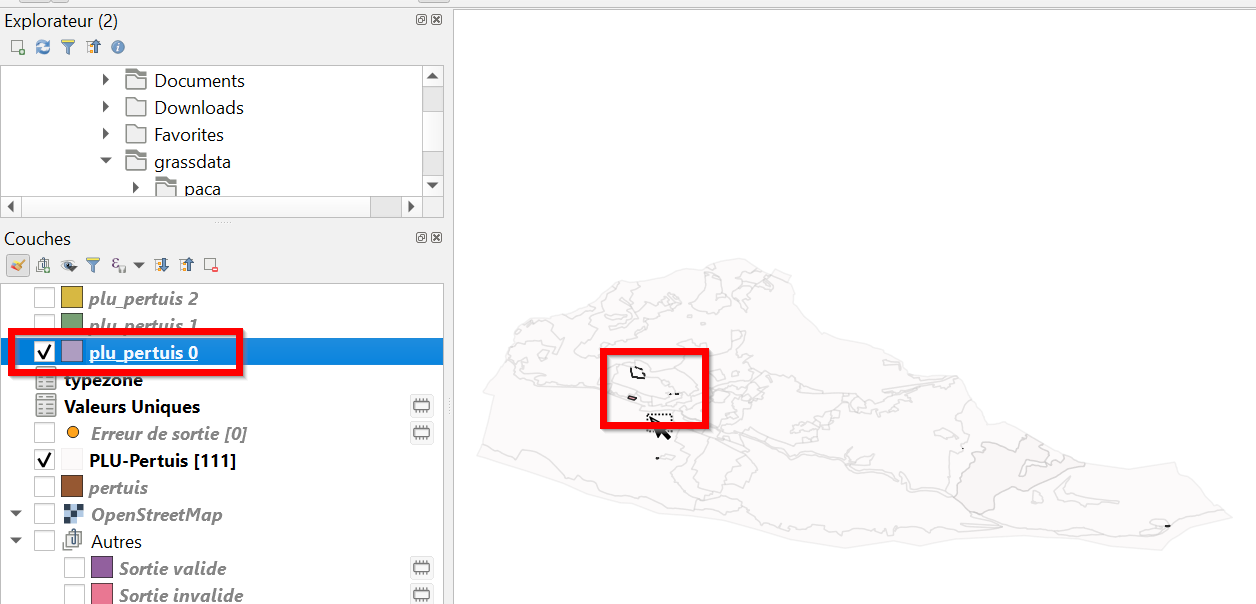 Explorateur (2)
Documents
Downloads
Favorites
grassdata
paca
Couches
plu_pertuis 2
plu_pertuis 1
plu_pertuis 0
typezone
Valeurs Uniques
Erreur de sortie [0]
PLU-Pertuis [111]
pertuis
OpenStreetMap
Autres
Sortie valide
Sortie invalide